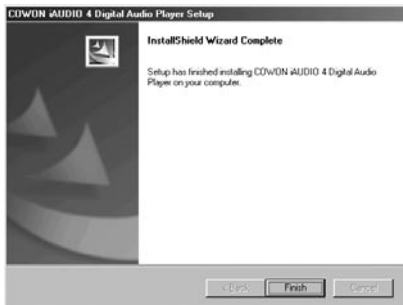 COWON iAUDIO 4 Digital Audio Player Setup
InstallShield Wizard Complete
Setup has finished installing COWON iAUDIO 4 Digital Audio
Player on your computer.
< Back Finish Cancel